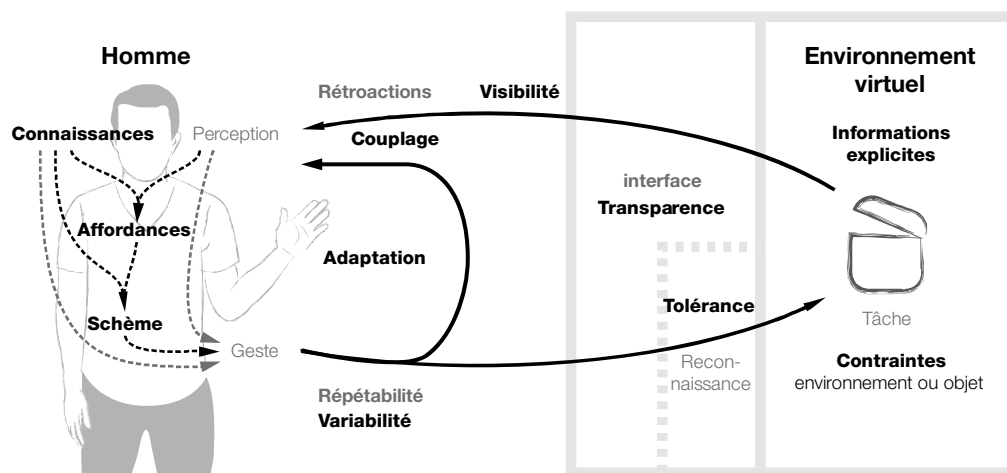 Homme
Environnement
virtuel
Rétroactions
Visibilité
Connaissances
Perception
Couplage
Informations
explicites
interface
Transparence
Affordances
Adaptation
Schème
Tolérance
Tâche
Geste
Recon-
naissance
Contraintes
environnement ou objet
Répétabilité
Variabilité